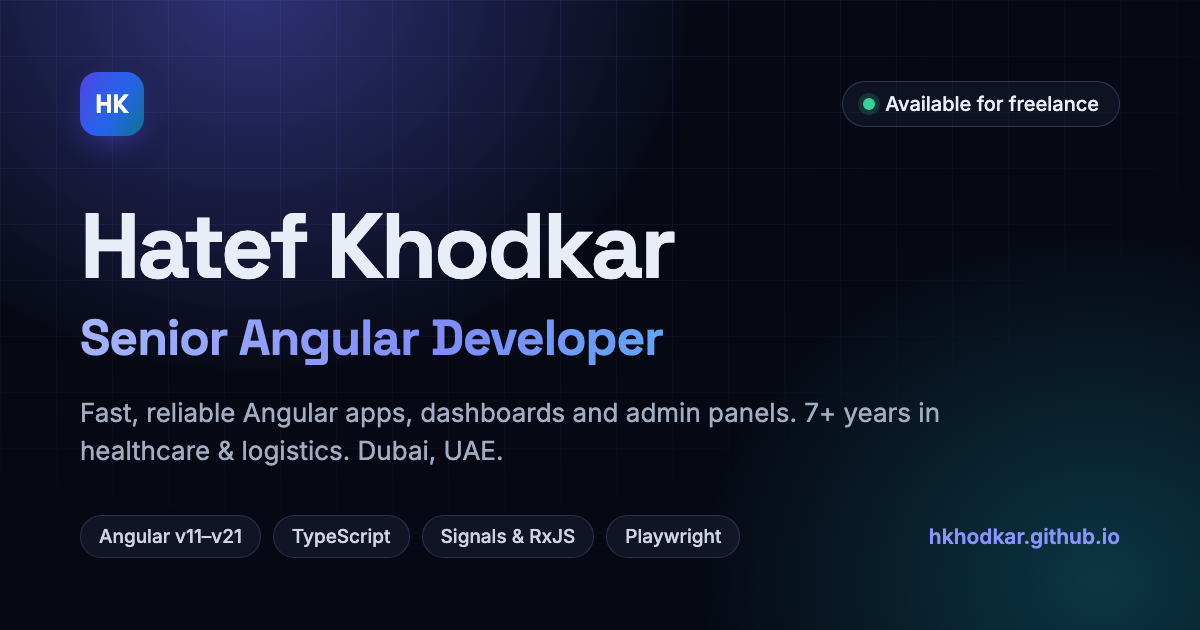 HK
Available for freelance
Hatef Khodkar
Senior Angular Developer
Fast, reliable Angular apps, dashboards and admin panels. 7+ years in
healthcare & logistics. Dubai, UAE.
Angular v11–v21
TypeScript
Signals & RxJS
Playwright
hkhodkar.github.io